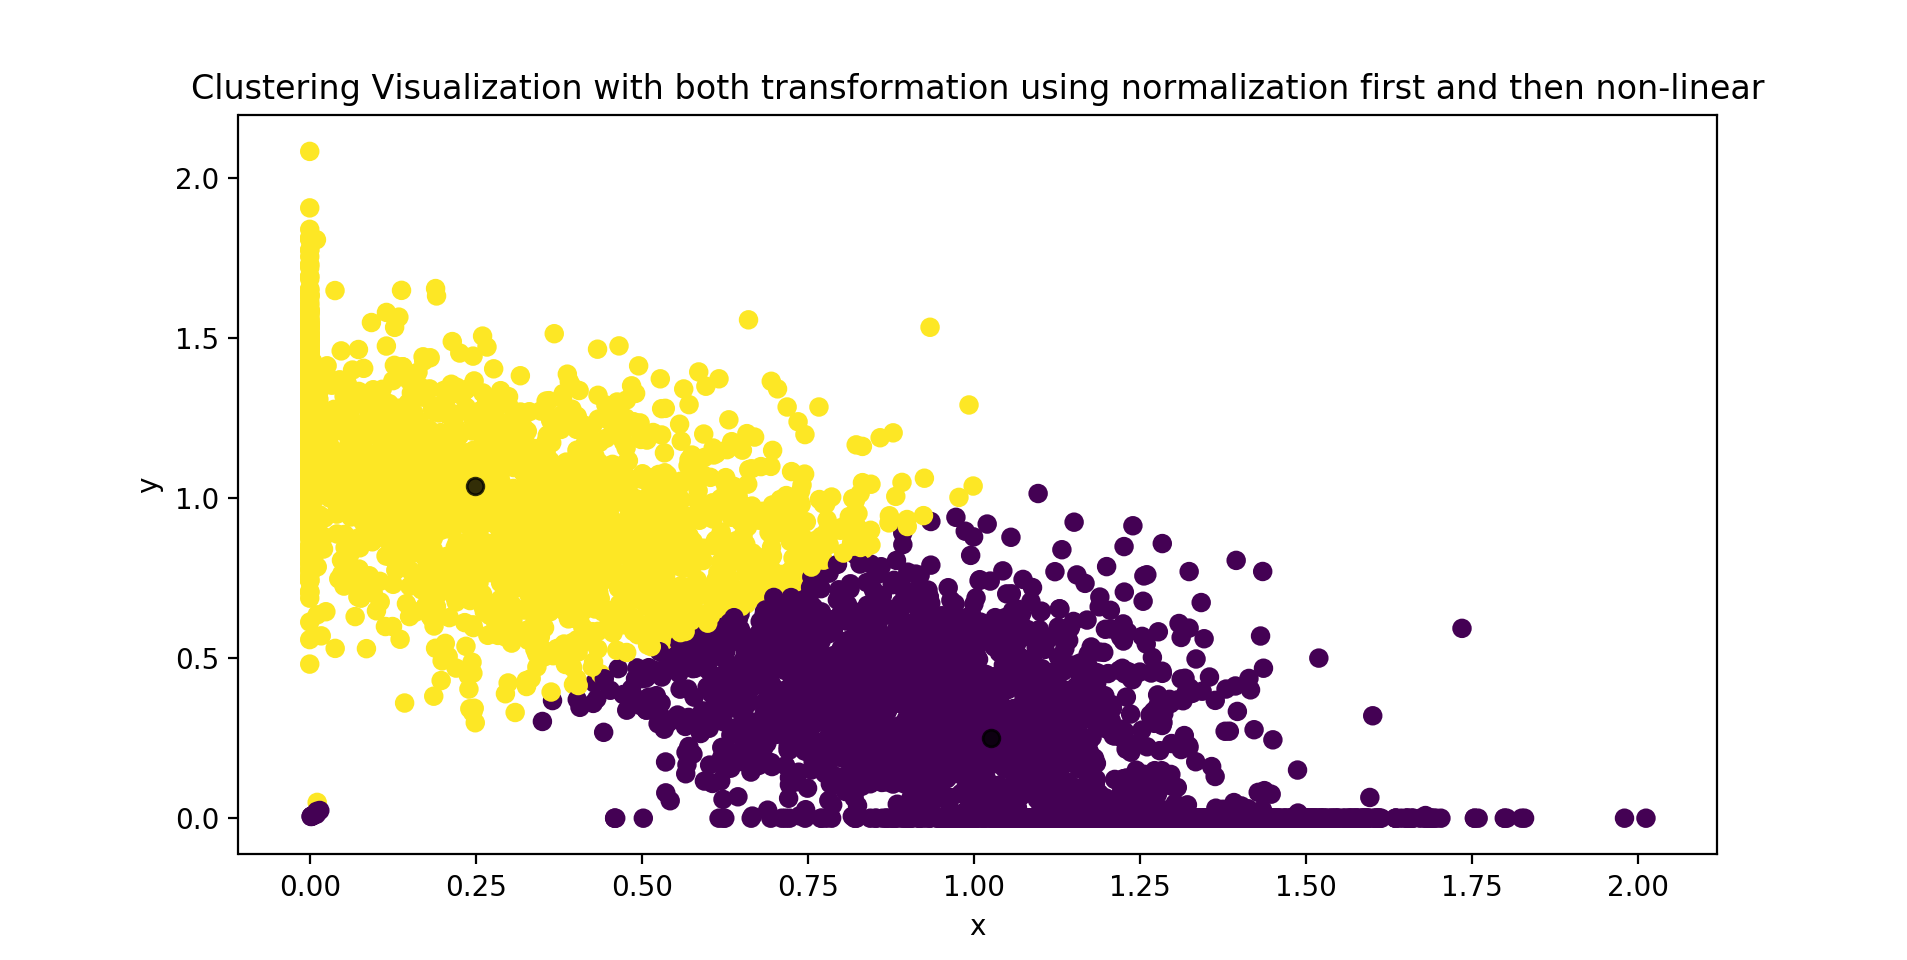 Clustering Visualization with both transformation using normalization first and then non-linear
2.0
1.5
y
1.0
0.5
0.0
0.00 0.25 0.50 0.75 1.00 1.25 1.50 1.75 2.00
x